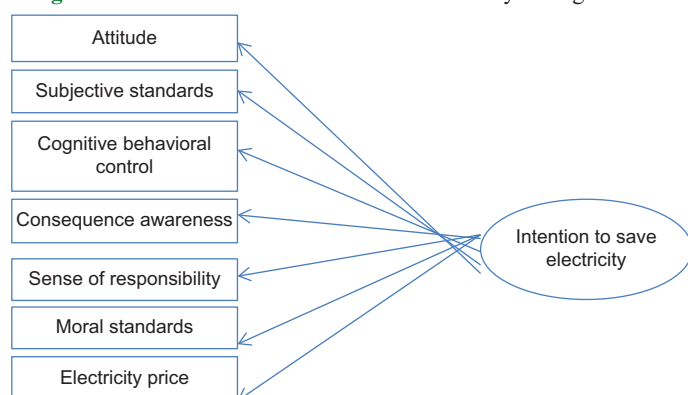 Attitude
Subjective standards
Cognitive behavioral
control
Consequence awareness
Intention to save
electricity
Sense of responsibility
Moral standards
Electricity price